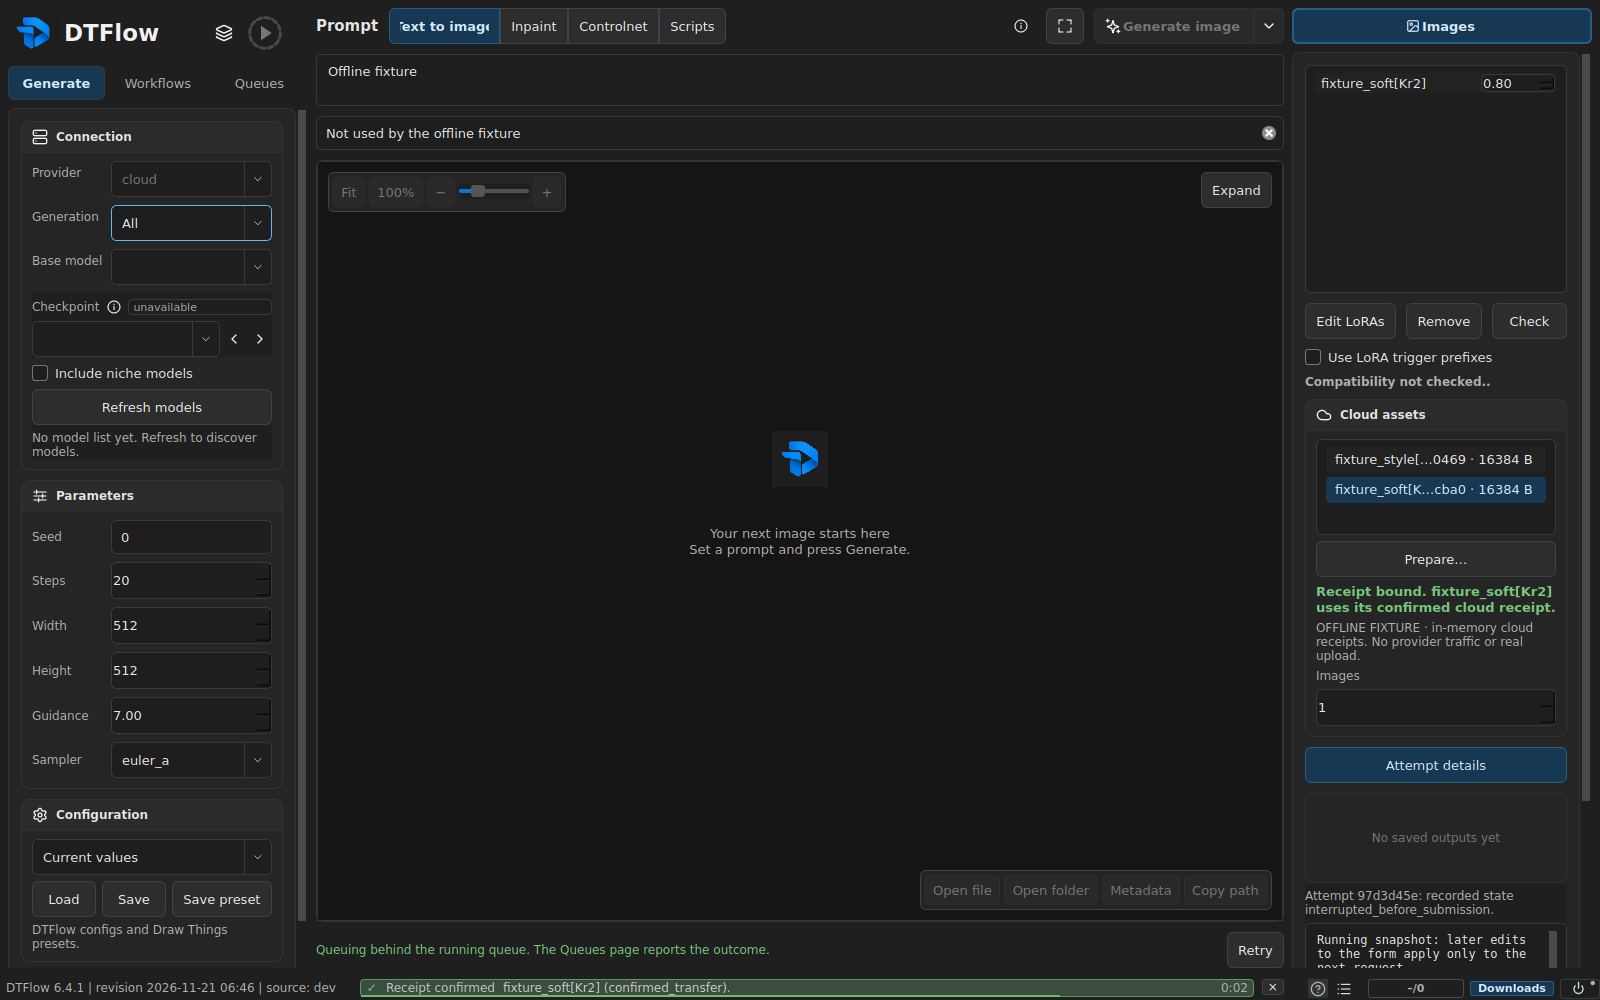 DTFlow
Generate
Workflows
Queues
Connection
Provider
cloud
Generation
All
Base model
Checkpoint
unavailable
Include niche models
Refresh models
No model list yet. Refresh to discover
models.
Parameters
Seed
0
Steps
20
Width
512
Height
512
Guidance
7.00
Sampler
euler_a
Configuration
Current values
Load
Save
Save preset
DTFlow configs and Draw Things
presets.
Prompt
Text to image
Inpaint
Controlnet
Scripts
Generate image
Offline fixture
Not used by the offline fixture
Fit
100%
−
+
Expand
Your next image starts here
Set a prompt and press Generate.
Open file
Open folder
Metadata
Copy path
Queuing behind the running queue. The Queues page reports the outcome.
Retry
Images
fixture_soft[Kr2]
0.80
Edit LoRAs
Remove
Check
Use LoRA trigger prefixes
Compatibility not checked..
Cloud assets
fixture_style[...0469 · 16384 B
fixture_soft[K...cba0 · 16384 B
Prepare...
Receipt bound. fixture_soft[Kr2]
uses its confirmed cloud receipt.
OFFLINE FIXTURE · in-memory cloud
receipts. No provider traffic or real
upload.
Images
1
Attempt details
No saved outputs yet
Attempt 97d3d45e: recorded state
interrupted_before_submission.
Running snapshot: later edits
to the form apply only to the
next request
DTFlow 6.4.1 | revision 2026-11-21 06:46 | source: dev
✓ Receipt confirmed fixture_soft[Kr2] (confirmed_transfer).
0:02
-/0
Downloads